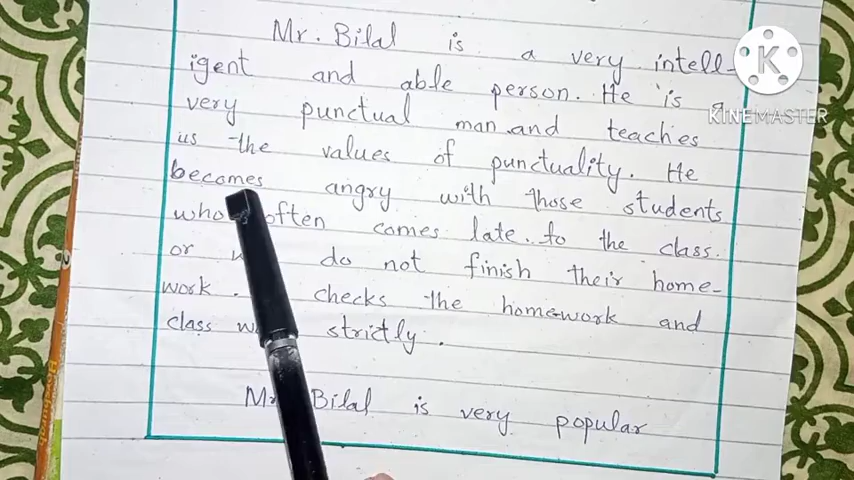 Mr. Bilal is a very intell-
igent and able person. He is a
very punctual man and teaches
us the values of punctuality. He
becomes angry with those students
who often comes late to the class.
or do not finish their home-
work. checks the homework and
class strictly.
Mr. Bilal is very popular
K
KINEMASTER